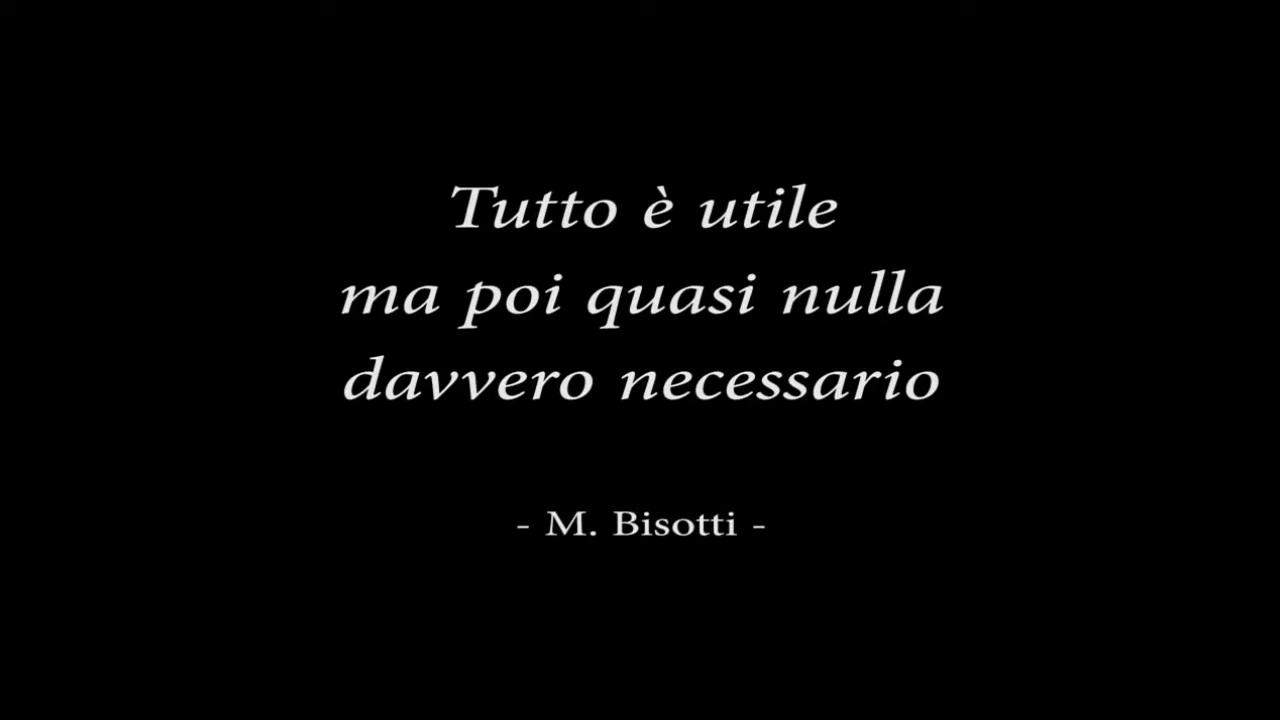 Tutto è utile
ma poi quasi nulla
davvero necessario
- M. Bisotti -